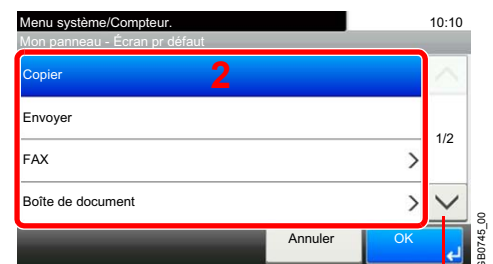 Menu système/Compteur. 10:10
Mon panneau - Écran pr défaut
Copier 2
Envoyer
1/2
FAX
Boîte de document
Annuler OK
GB0745_00